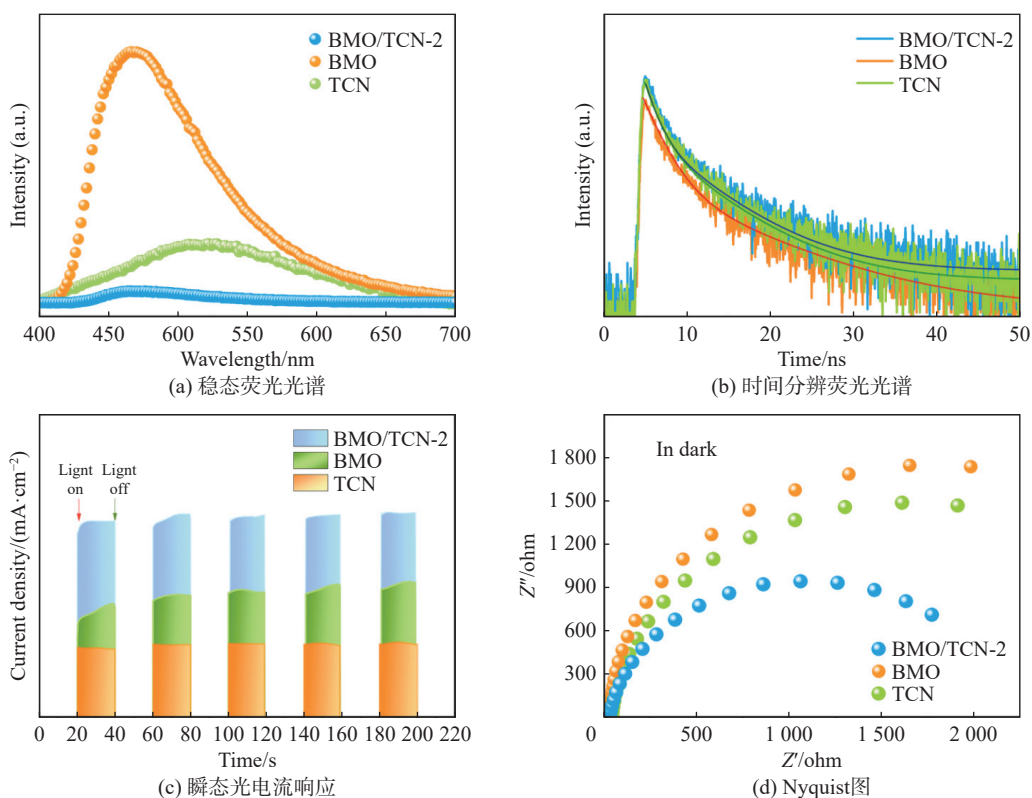 BMO/TCN-2
BMO
TCN
Intensity (a.u.)
400 450 600 550 600 650 700
Wavelength/nm
(a) 稳态荧光光谱
BMO/TCN-2
BMO
TCN
Intensity (a.u.)
0 10 20 30 40 50
Time/ns
(b) 时间分辨荧光光谱
BMO/TCN-2
BMO
TCN
Lignt on
Lignt off
Current density/(mA·cm⁻²)
0 20 40 60 80 100 120 140 160 180 200 220
Time/s
(c) 瞬态光电流响应
In dark
1 800
1 500
1 200
900
600
300
Z″/ohm
BMO/TCN-2
BMO
TCN
0 500 1 000 1 500 2 000
Z′/ohm
(d) Nyquist图